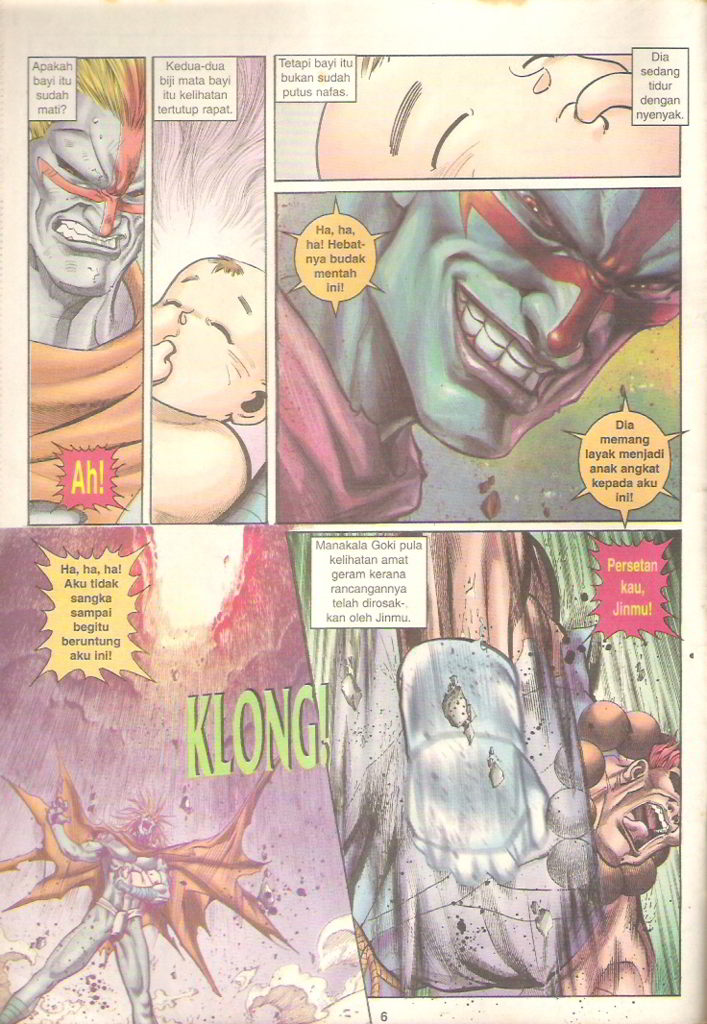 Apakah
bayi itu
sudah
mati?
Kedua-dua
biji mata bayi
itu kelihatan
tertutup rapat.
Tetapi bayi itu
bukan sudah
putus nafas.
Dia
sedang
tidur
dengan
nyenyak.
Ah!
Ha, ha,
ha! Hebat-
nya budak
mentah
ini!
Dia
memang
layak menjadi
anak angkat
kepada aku
ini!
Ha, ha, ha!
Aku tidak
sangka
sampai
begitu
beruntung
aku ini!
KLONG!
Manakala Goki pula
kelihatan amat
geram kerana
rancangannya
telah dirosak-
kan oleh Jinmu.
Persetan
kau,
Jinmu!
6